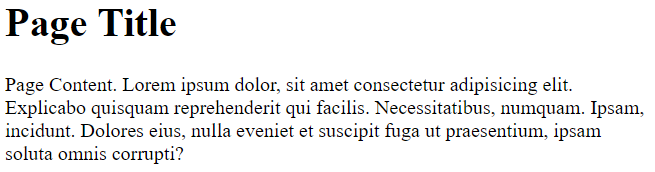 Page Title
Page Content. Lorem ipsum dolor, sit amet consectetur adipisicing elit.
Explicabo quisquam reprehenderit qui facilis. Necessitatibus, numquam. Ipsam,
incidunt. Dolores eius, nulla eveniet et suscipit fuga ut praesentium, ipsam
soluta omnis corrupti?